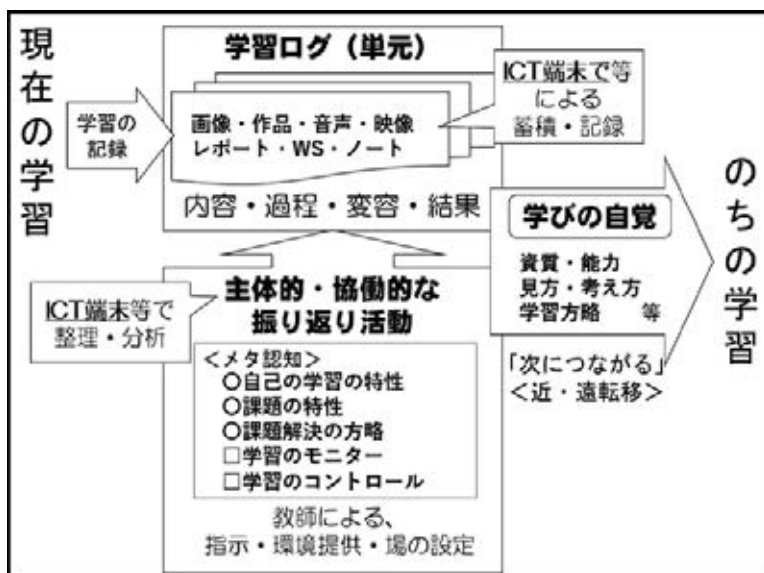 現在の学習
学習ログ（単元）
学習の
記録
画像・作品・音声・映像
レポート・WS・ノート
ICT端末で等
による
蓄積・記録
内容・過程・変容・結果
学びの自覚
資質・能力
見方・考え方
学習方略　等
のちの学習
ICT端末等で
整理・分析
主体的・協働的な
振り返り活動
＜メタ認知＞
○自己の学習の特性
○課題の特性
○課題解決の方略
□学習のモニター
□学習のコントロール
「次につながる」
＜近・遠転移＞
教師による、
指示・環境提供・場の設定